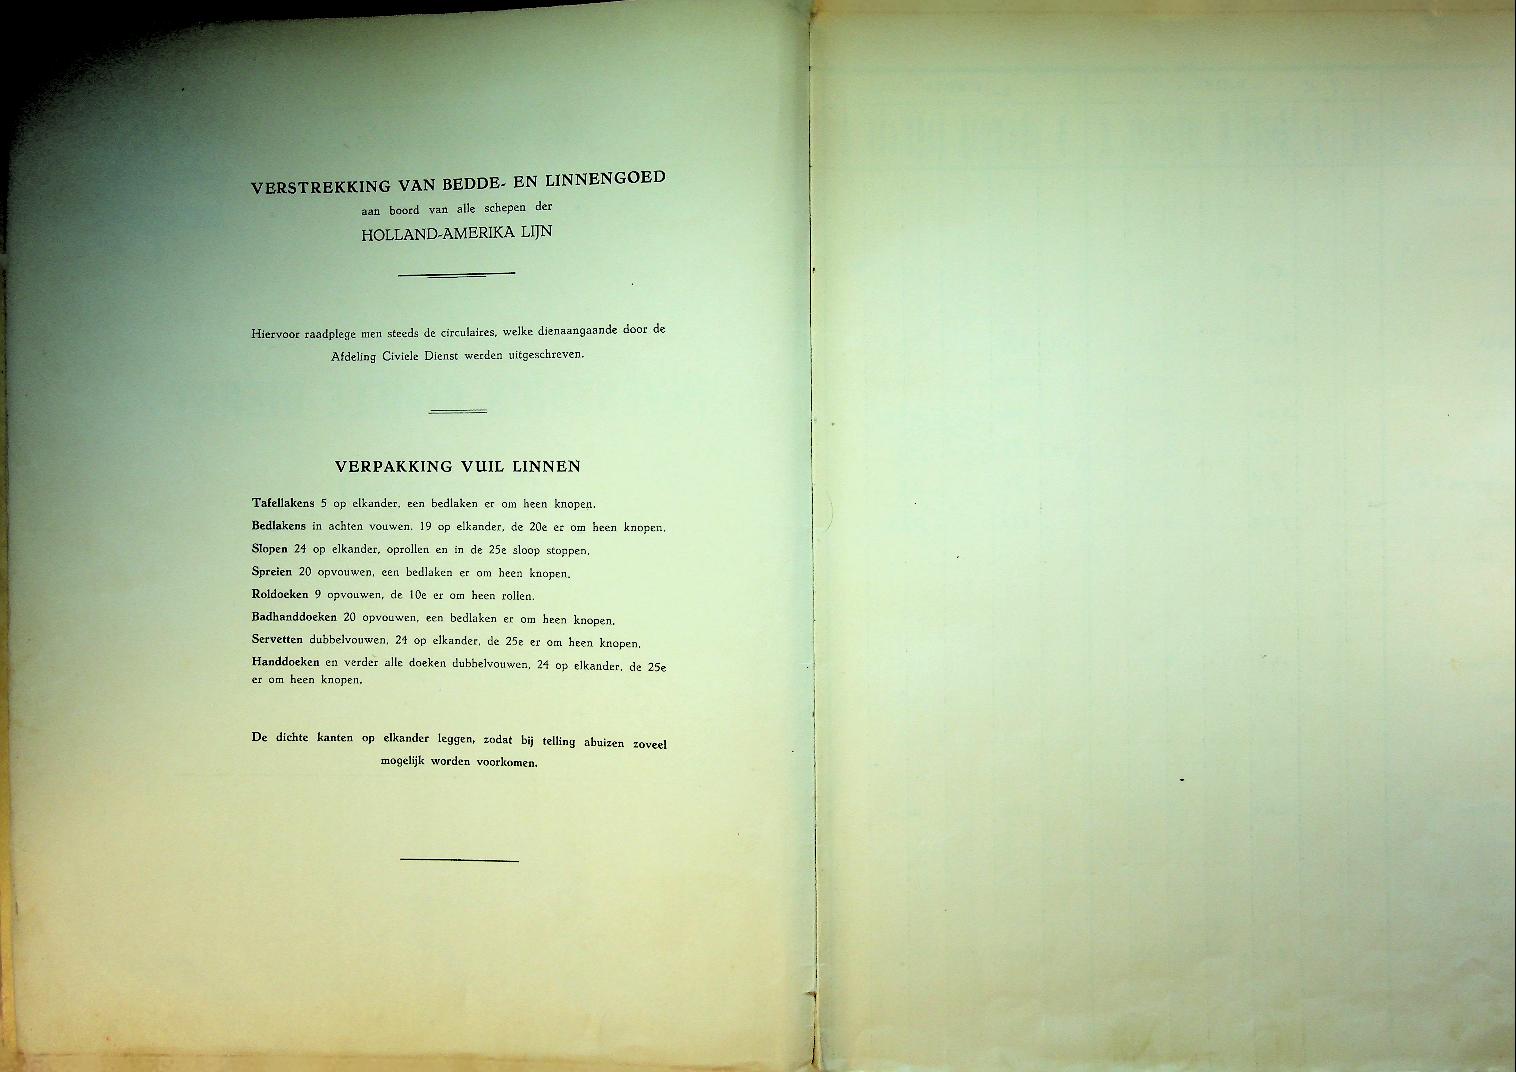 VERSTREKKING VAN BEDDE- EN LINNENGOED
aan boord van alle schepen der
HOLLAND-AMERIKA LIJN
Hiervoor raadplege men steeds de circulaires, welke dienaangaande door de
Afdeling Civiele Dienst werden uitgeschreven.
VERPAKKING VUIL LINNEN
Tafellakens 5 op elkander, een bedlaken er om heen knopen.
Bedlakens in achten vouwen, 19 op elkander, de 20e er om heen knopen.
Slopen 24 op elkander, oprollen en in de 25e sloop stoppen.
Spreien 20 opvouwen, een bedlaken er om heen knopen.
Roldoeken 9 opvouwen, de 10e er om heen rollen.
Badhanddoeken 20 opvouwen, een bedlaken er om heen knopen.
Servetten dubbelvouwen, 24 op elkander, de 25e er om heen knopen.
Handdoeken en verder alle doeken dubbelvouwen, 24 op elkander, de 25e
er om heen knopen.
De dichte kanten op elkander leggen, zodat bij telling abuizen zoveel
mogelijk worden voorkomen.